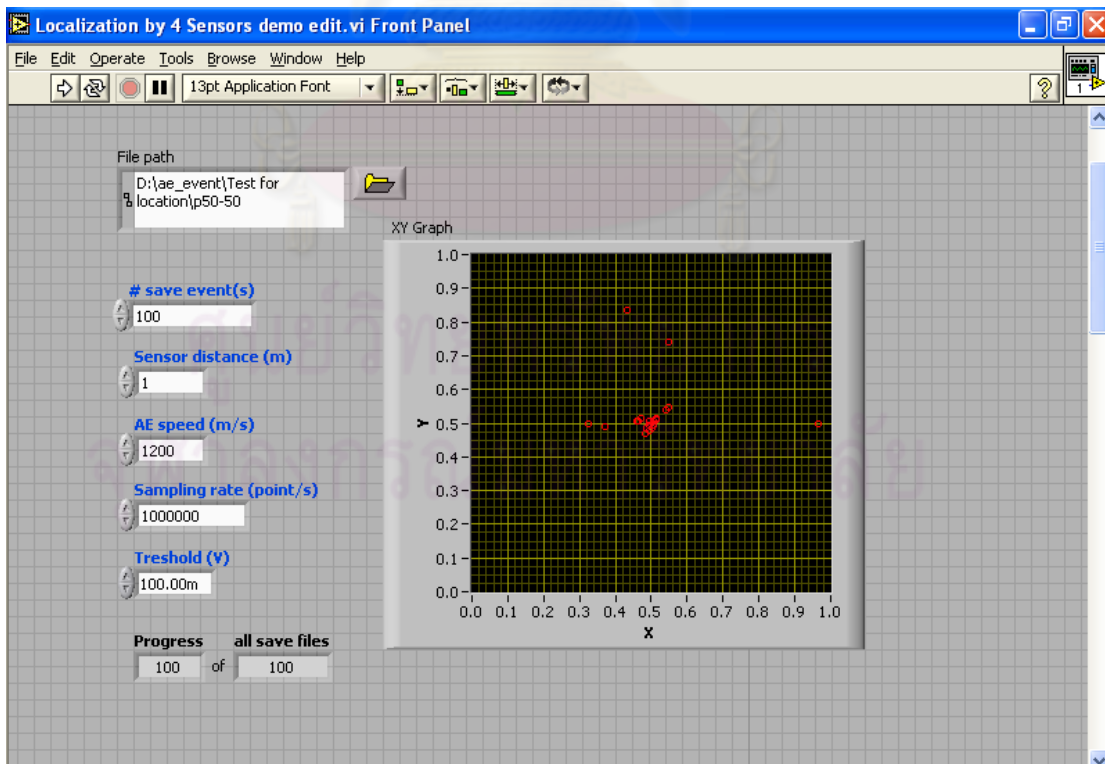 Localization by 4 Sensors demo edit.vi Front Panel
File Edit Operate Tools Browse Window Help
13pt Application Font
?
1
File path
D:\ae_event\Test for
location\p50-50
XY Graph
# save event(s)
100
Sensor distance (m)
1
AE speed (m/s)
1200
Sampling rate (point/s)
1000000
Treshold (V)
100.00m
Progress all save files
100 of 100
1.0
0.9
0.8
0.7
0.6
0.5
0.4
0.3
0.2
0.1
0.0
Y
0.0 0.1 0.2 0.3 0.4 0.5 0.6 0.7 0.8 0.9 1.0
X